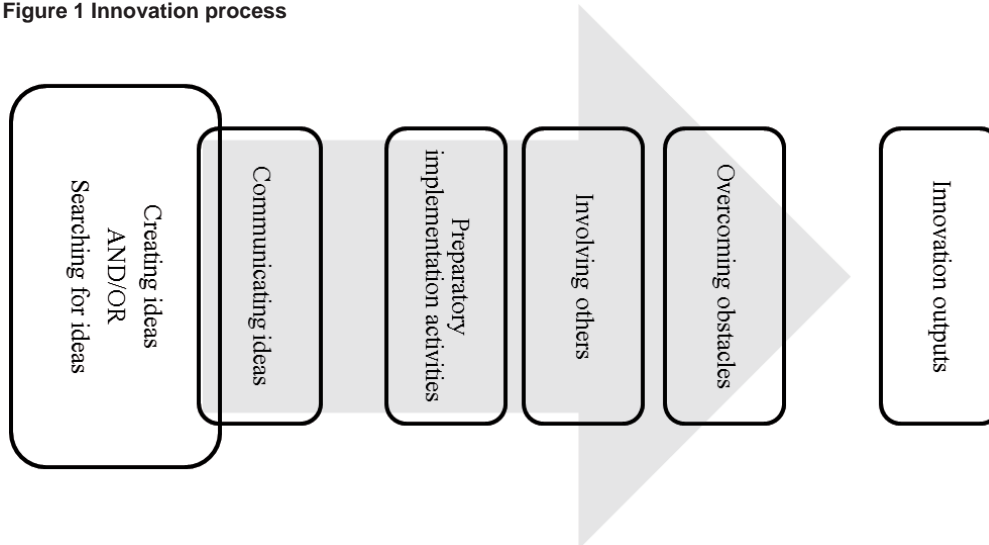 Figure 1 Innovation process
Creating ideas
AND/OR
Searching for ideas
Communicating ideas
Preparatory
implementation activities
Involving others
Overcoming obstacles
Innovation outputs